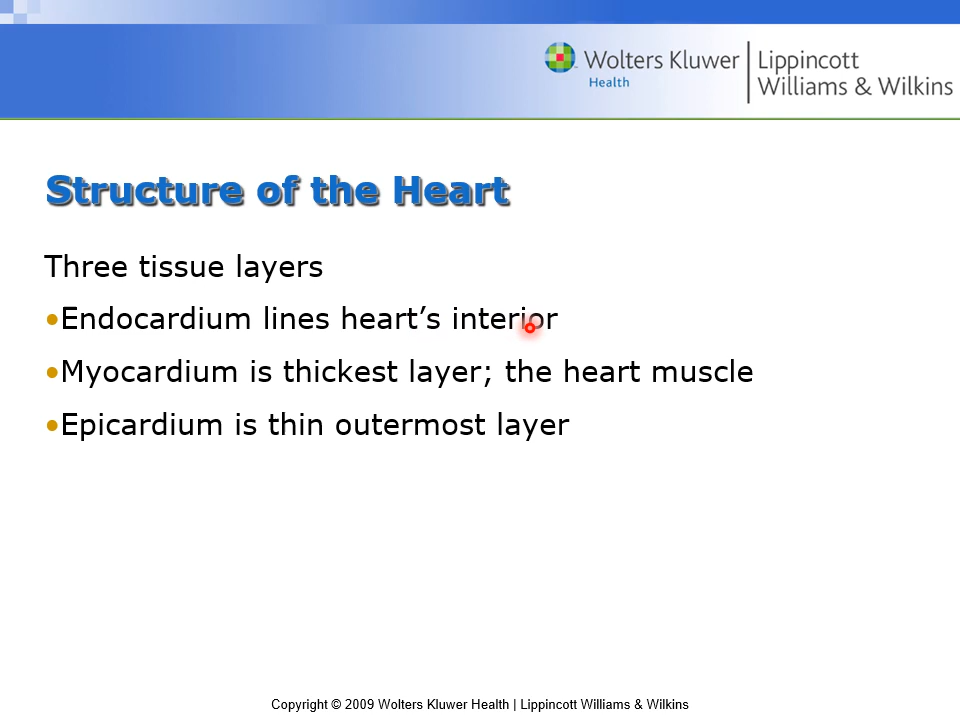 Wolters Kluwer
Health
Lippincott
Williams & Wilkins
Structure of the Heart
Three tissue layers
•Endocardium lines heart’s interior
•Myocardium is thickest layer; the heart muscle
•Epicardium is thin outermost layer
Copyright © 2009 Wolters Kluwer Health | Lippincott Williams & Wilkins